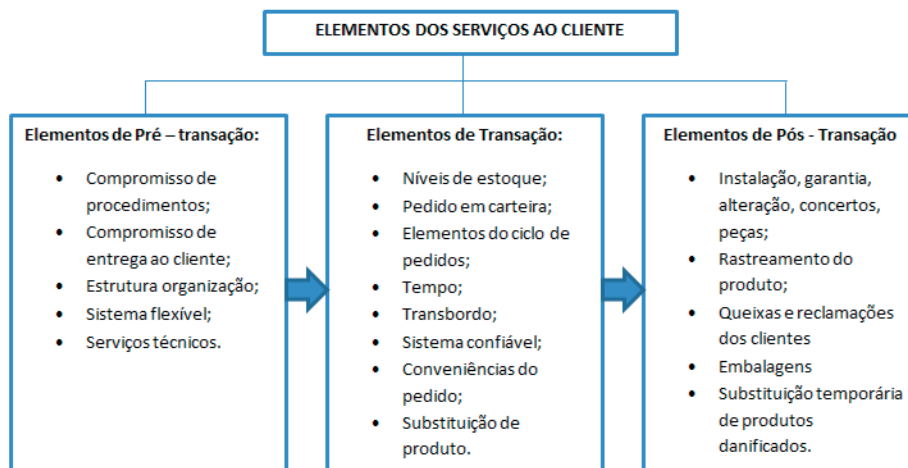 ELEMENTOS DOS SERVIÇOS AO CLIENTE
Elementos de Pré – transação:
• Compromisso de
procedimentos;
• Compromisso de
entrega ao cliente;
• Estrutura organização;
• Sistema flexível;
• Serviços técnicos.
Elementos de Transação:
• Níveis de estoque;
• Pedido em carteira;
• Elementos do ciclo de
pedidos;
• Tempo;
• Transbordo;
• Sistema confiável;
• Conveniências do
pedido;
• Substituição de
produto.
Elementos de Pós - Transação
• Instalação, garantia,
alteração, concertos,
peças;
• Rastreamento do
produto;
• Queixas e reclamações
dos clientes
• Embalagens
• Substituição temporária
de produtos
danificados.